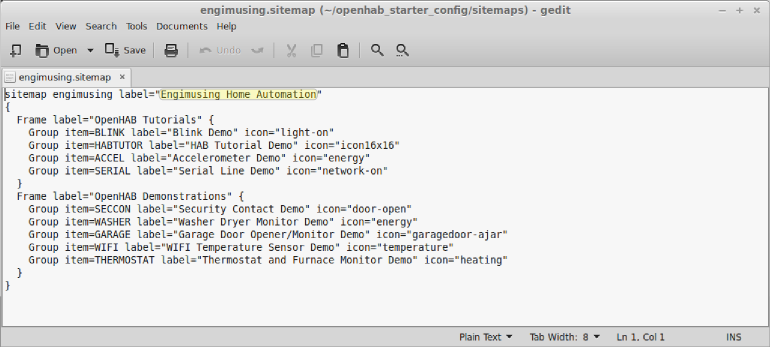 engimusing.sitemap (~/openhab_starter_config/sitemaps) - gedit
File Edit View Search Tools Documents Help
Open Save Undo
engimusing.sitemap ×
sitemap engimusing label="Engimusing Home Automation"
{
  Frame label="OpenHAB Tutorials" {
    Group item=BLINK label="Blink Demo" icon="light-on"
    Group item=HABTUTOR label="HAB Tutorial Demo" icon="icon16x16"
    Group item=ACCEL label="Accelerometer Demo" icon="energy"
    Group item=SERIAL label="Serial Line Demo" icon="network-on"
  }
  Frame label="OpenHAB Demonstrations" {
    Group item=SECCON label="Security Contact Demo" icon="door-open"
    Group item=WASHER label="Washer Dryer Monitor Demo" icon="energy"
    Group item=GARAGE label="Garage Door Opener/Monitor Demo" icon="garagedoor-ajar"
    Group item=WIFI label="WIFI Temperature Sensor Demo" icon="temperature"
    Group item=THERMOSTAT label="Thermostat and Furnace Monitor Demo" icon="heating"
  }
}
Plain Text Tab Width: 8 Ln 1, Col 1 INS